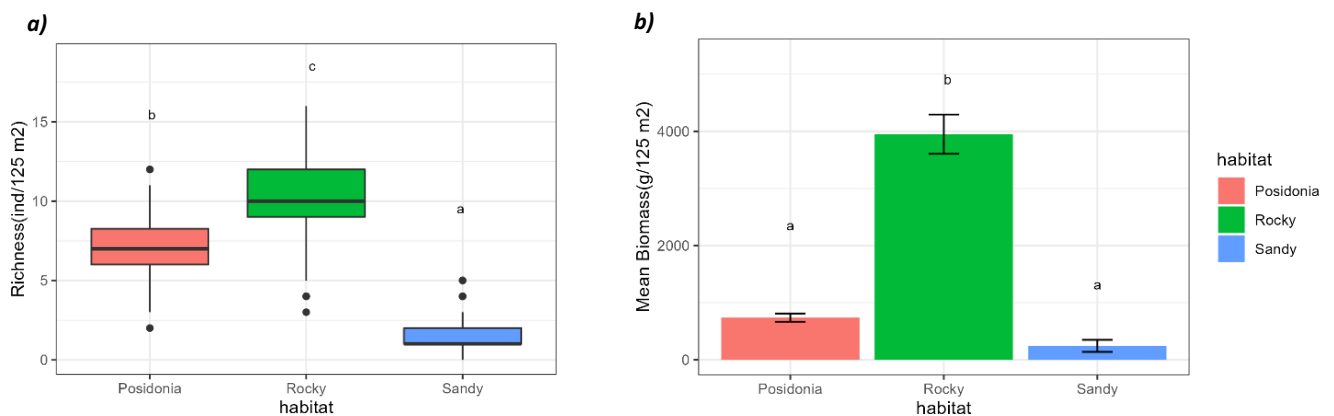 a)
Richness(ind/125 m2)
15
10
5
0
b
c
a
Posidonia
Rocky
Sandy
habitat
b)
Mean Biomass(g/125 m2)
4000
2000
0
a
b
a
Posidonia
Rocky
Sandy
habitat
habitat
Posidonia
Rocky
Sandy